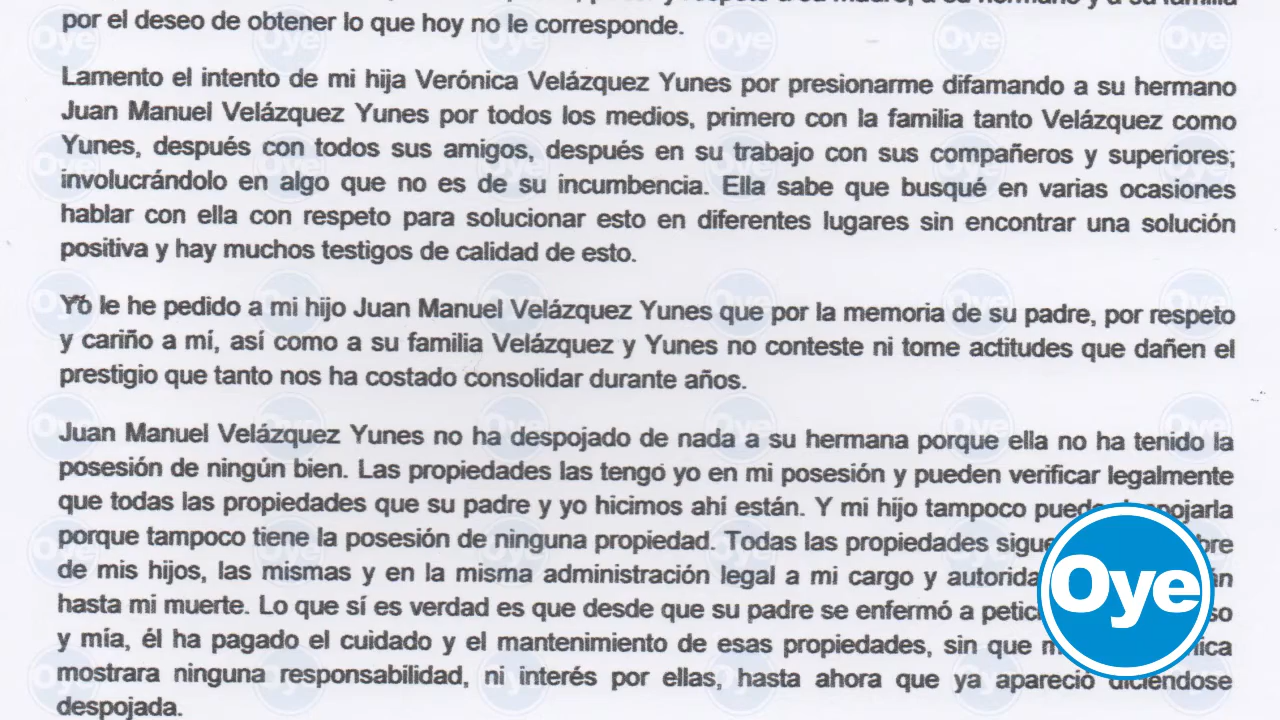 por el deseo de obtener lo que hoy no le corresponde.
Lamento el intento de mi hija Verónica Velázquez Yunes por presionarme difamando a su hermano
Juan Manuel Velázquez Yunes por todos los medios, primero con la familia tanto Velázquez como
Yunes, después con todos sus amigos, después en su trabajo con sus compañeros y superiores;
involucrándolo en algo que no es de su incumbencia. Ella sabe que busqué en varias ocasiones
hablar con ella con respeto para solucionar esto en diferentes lugares sin encontrar una solución
positiva y hay muchos testigos de calidad de esto.
Yó le he pedido a mi hijo Juan Manuel Velázquez Yunes que por la memoria de su padre, por respeto
y cariño a mí, así como a su familia Velázquez y Yunes no conteste ni tome actitudes que dañen el
prestigio que tanto nos ha costado consolidar durante años.
Juan Manuel Velázquez Yunes no ha despojado de nada a su hermana porque ella no ha tenido la
posesión de ningún bien. Las propiedades las tengo yo en mi posesión y pueden verificar legalmente
que todas las propiedades que su padre y yo hicimos ahí están. Y mi hijo tampoco
porque tampoco tiene la posesión de ninguna propiedad. Todas las propiedades
de mis hijos, las mismas y en la misma administración legal a mi cargo y
hasta mi muerte. Lo que sí es verdad es que desde que su padre se enfermó a
y mía, él ha pagado el cuidado y el mantenimiento de esas propiedades, sin que
mostrara ninguna responsabilidad, ni interés por ellas, hasta ahora que ya apareció diciéndose
despojada.
Oye